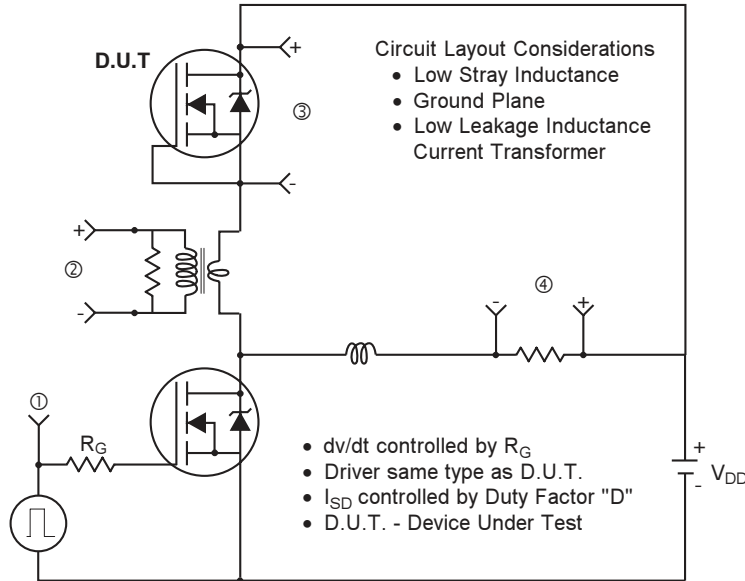 D.U.T
+
Circuit Layout Considerations
• Low Stray Inductance
• Ground Plane
• Low Leakage Inductance
Current Transformer
③
-
+
②
-
-
④
+
①
R_G
• dv/dt controlled by R_G
• Driver same type as D.U.T.
• I_SD controlled by Duty Factor "D"
• D.U.T. - Device Under Test
+
V_DD
-